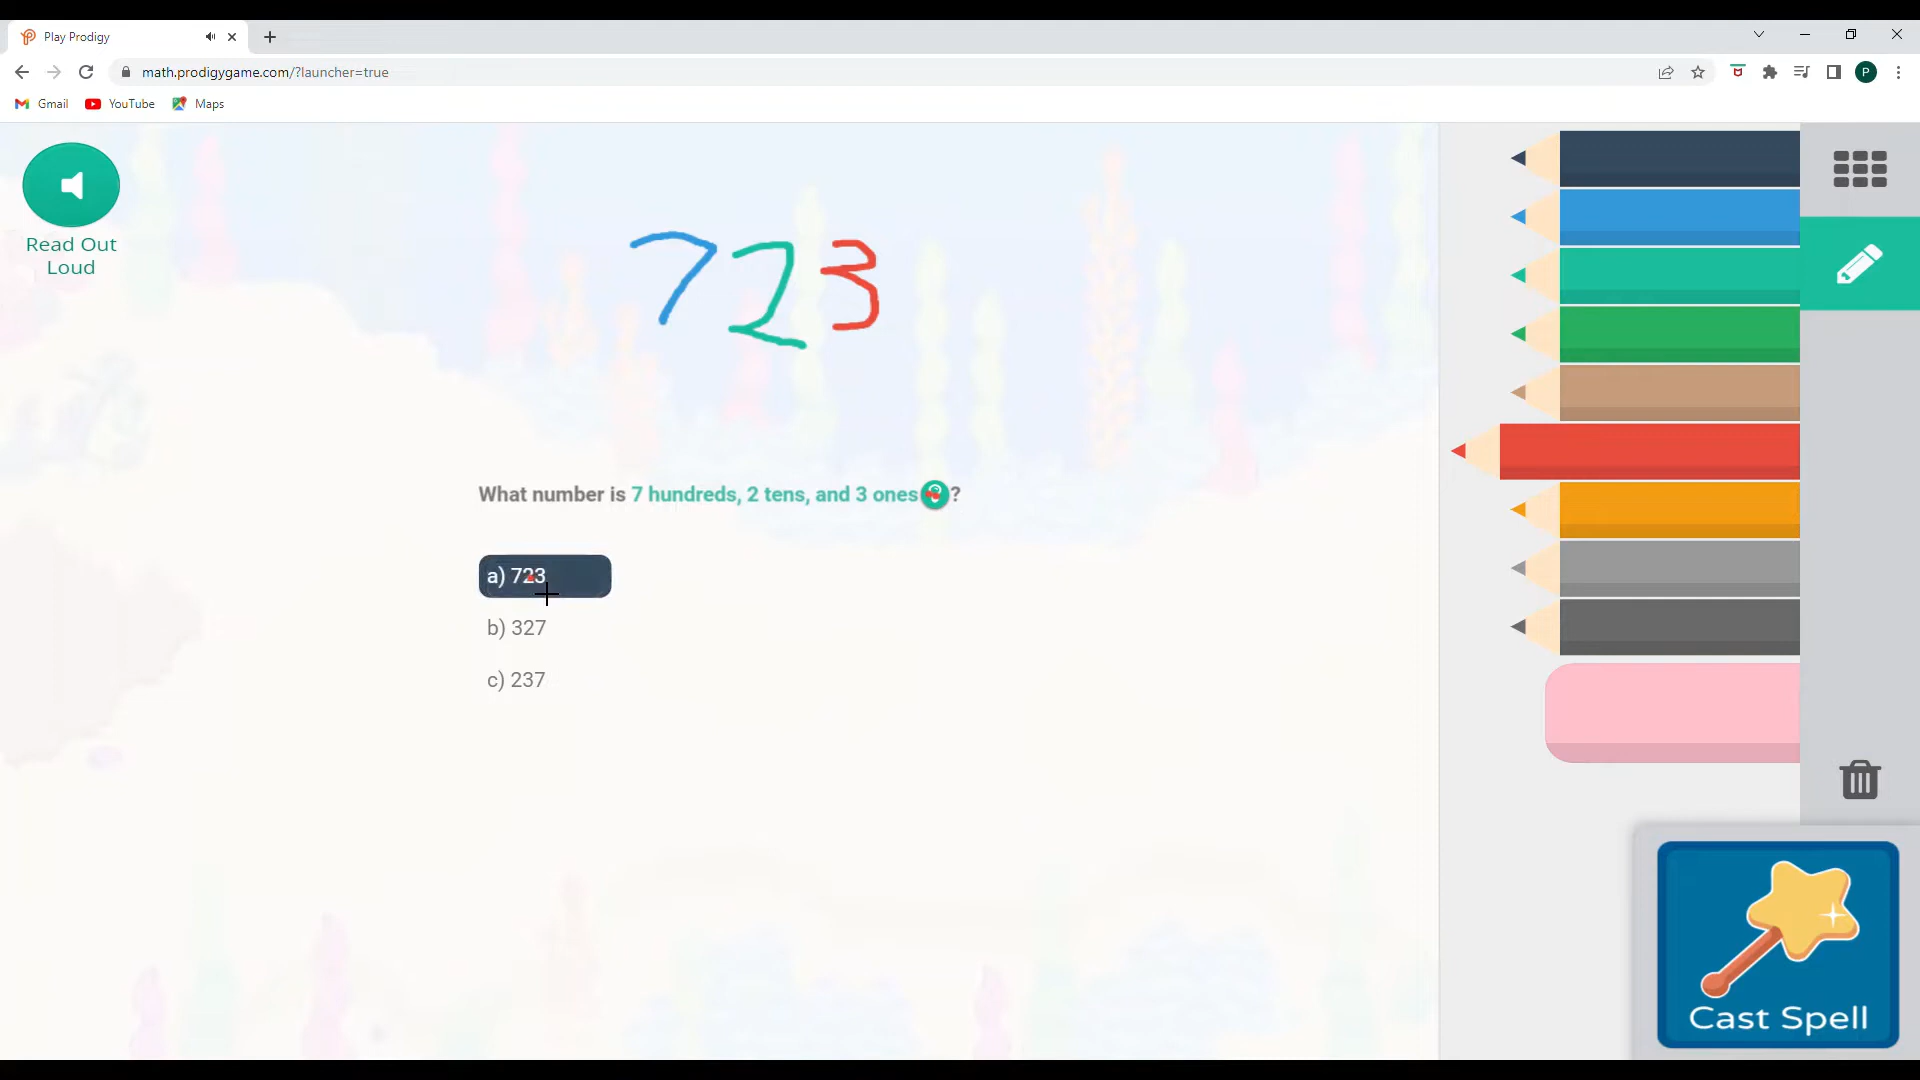 Play Prodigy
math.prodigygame.com/?launcher=true
P
Gmail YouTube Maps
Read Out
Loud
723
What number is 7 hundreds, 2 tens, and 3 ones ?
a) 723
b) 327
c) 237
Cast Spell